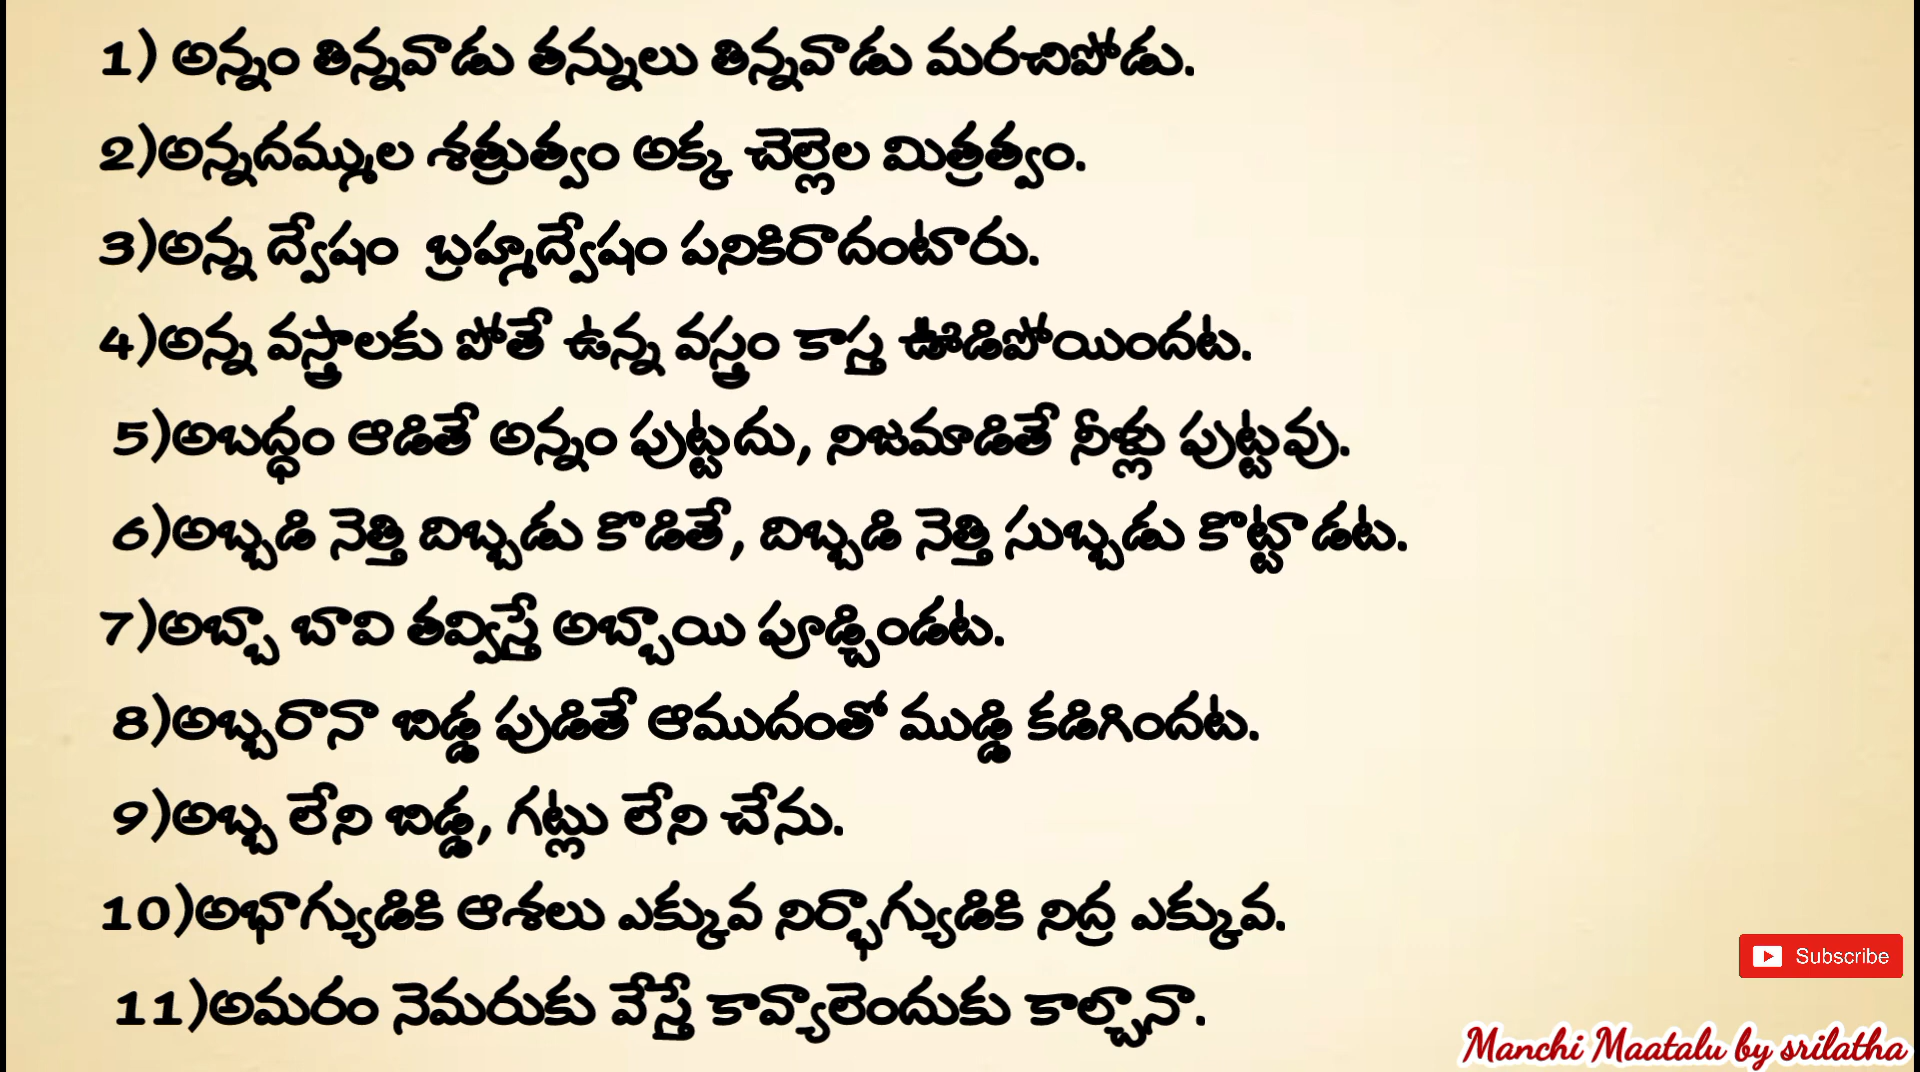 1) అన్నం తిన్నవాడు తన్నులు తిన్నవాడు మరచిపోడు.
2)అన్నదమ్ముల శత్రుత్వం అక్క చెల్లెల మిత్రత్వం.
3)అన్న ద్వేషం బ్రహ్మద్వేషం పనికిరాదంటారు.
4)అన్న వస్త్రాలకు పోతే ఉన్న వస్త్రం కాస్త ఊడిపోయిందట.
5)అబద్ధం ఆడితే అన్నం పుట్టదు, నిజమాడితే నీళ్లు పుట్టవు.
6)అబ్బడి నెత్తి దిబ్బడు కొడితే, దిబ్బడి నెత్తి సుబ్బడు కొట్టాడట.
7)అబ్బా బావి తవ్విస్తే అబ్బాయి పూడ్చిండట.
8)అబ్బరానా బిడ్డ పుడితే ఆముదంతో ముడ్డి కడిగిందట.
9)అబ్బ లేని బిడ్డ, గట్లు లేని చేను.
10)అభాగ్యుడికి ఆశలు ఎక్కువ నిర్భాగ్యుడికి నిద్ర ఎక్కువ.
11)అమరం నెమరుకు వేస్తే కావ్యాలెందుకు కాల్చానా.
Subscribe
Manchi Maatalu by srilatha